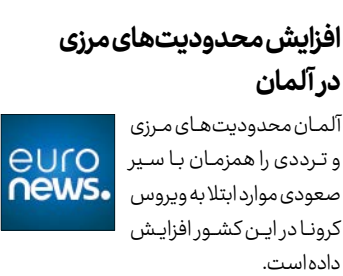 افزایش محدودیت‌های مرزی
در آلمان
آلمان محدودیت‌های مرزی
و ترددی را همزمان با سیر
صعودی موارد ابتلا به ویروس
کرونا در این کشور افزایش
داده است.
euro
news.